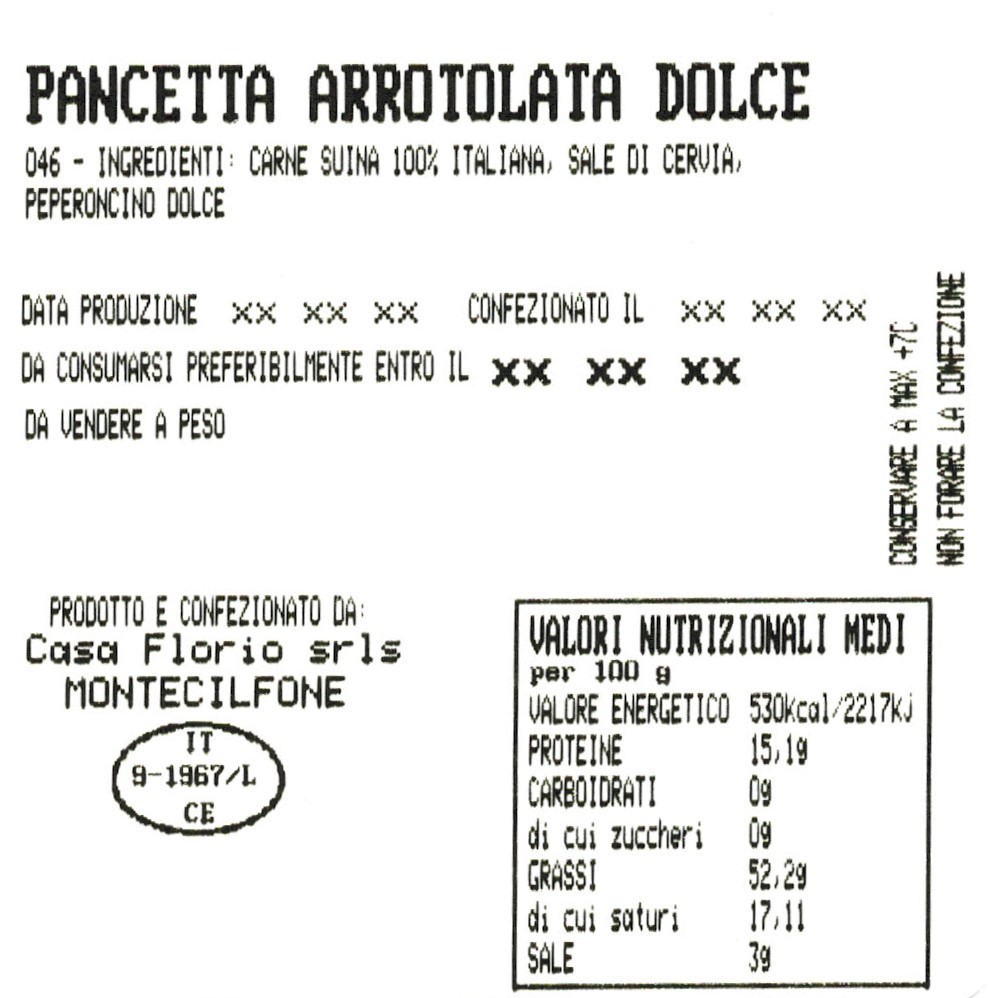 PANCETTA ARROTOLATA DOLCE
046 - INGREDIENTI: CARNE SUINA 100% ITALIANA, SALE DI CERVIA,
PEPERONCINO DOLCE
DATA PRODUZIONE xx xx xx CONFEZIONATO IL xx xx xx
DA CONSUMARSI PREFERIBILMENTE ENTRO IL xx xx xx
DA VENDERE A PESO
CONSERVARE A MAX +7C
NON FORARE LA CONFEZIONE
PRODOTTO E CONFEZIONATO DA:
Casa Florio srls
MONTECILFONE
IT
9-1967/L
CE
VALORI NUTRIZIONALI MEDI
per 100 g
VALORE ENERGETICO 530Kcal/2217kJ
PROTEINE 15,1g
CARBOIDRATI 0g
di cui zuccheri 0g
GRASSI 52,2g
di cui saturi 17,11
SALE 3g